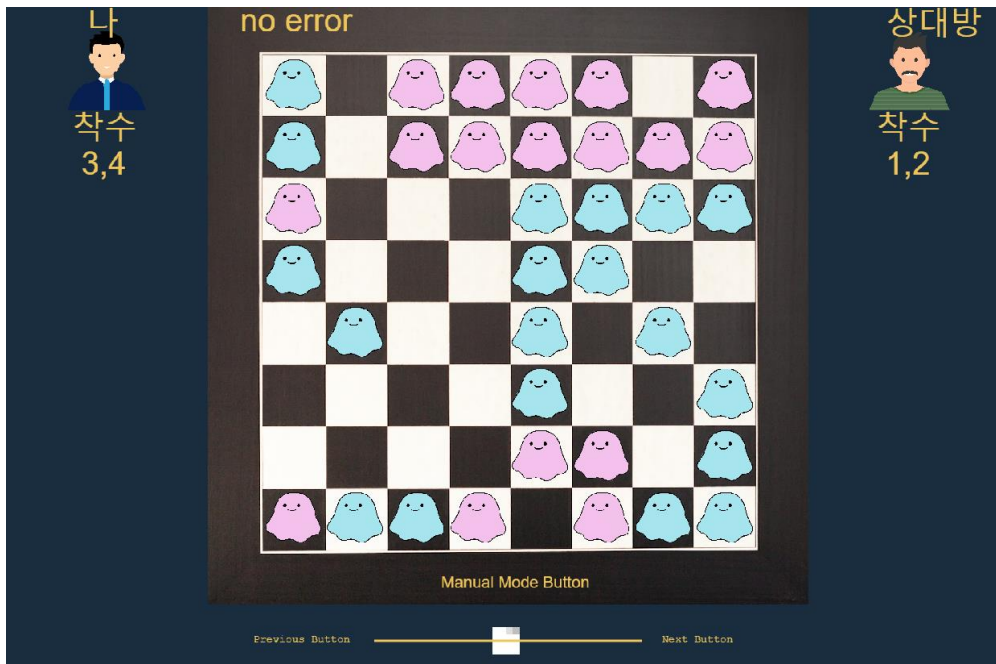 나
no error
상대방
착수
3,4
착수
1,2
Manual Mode Button
Previous Button
Next Button